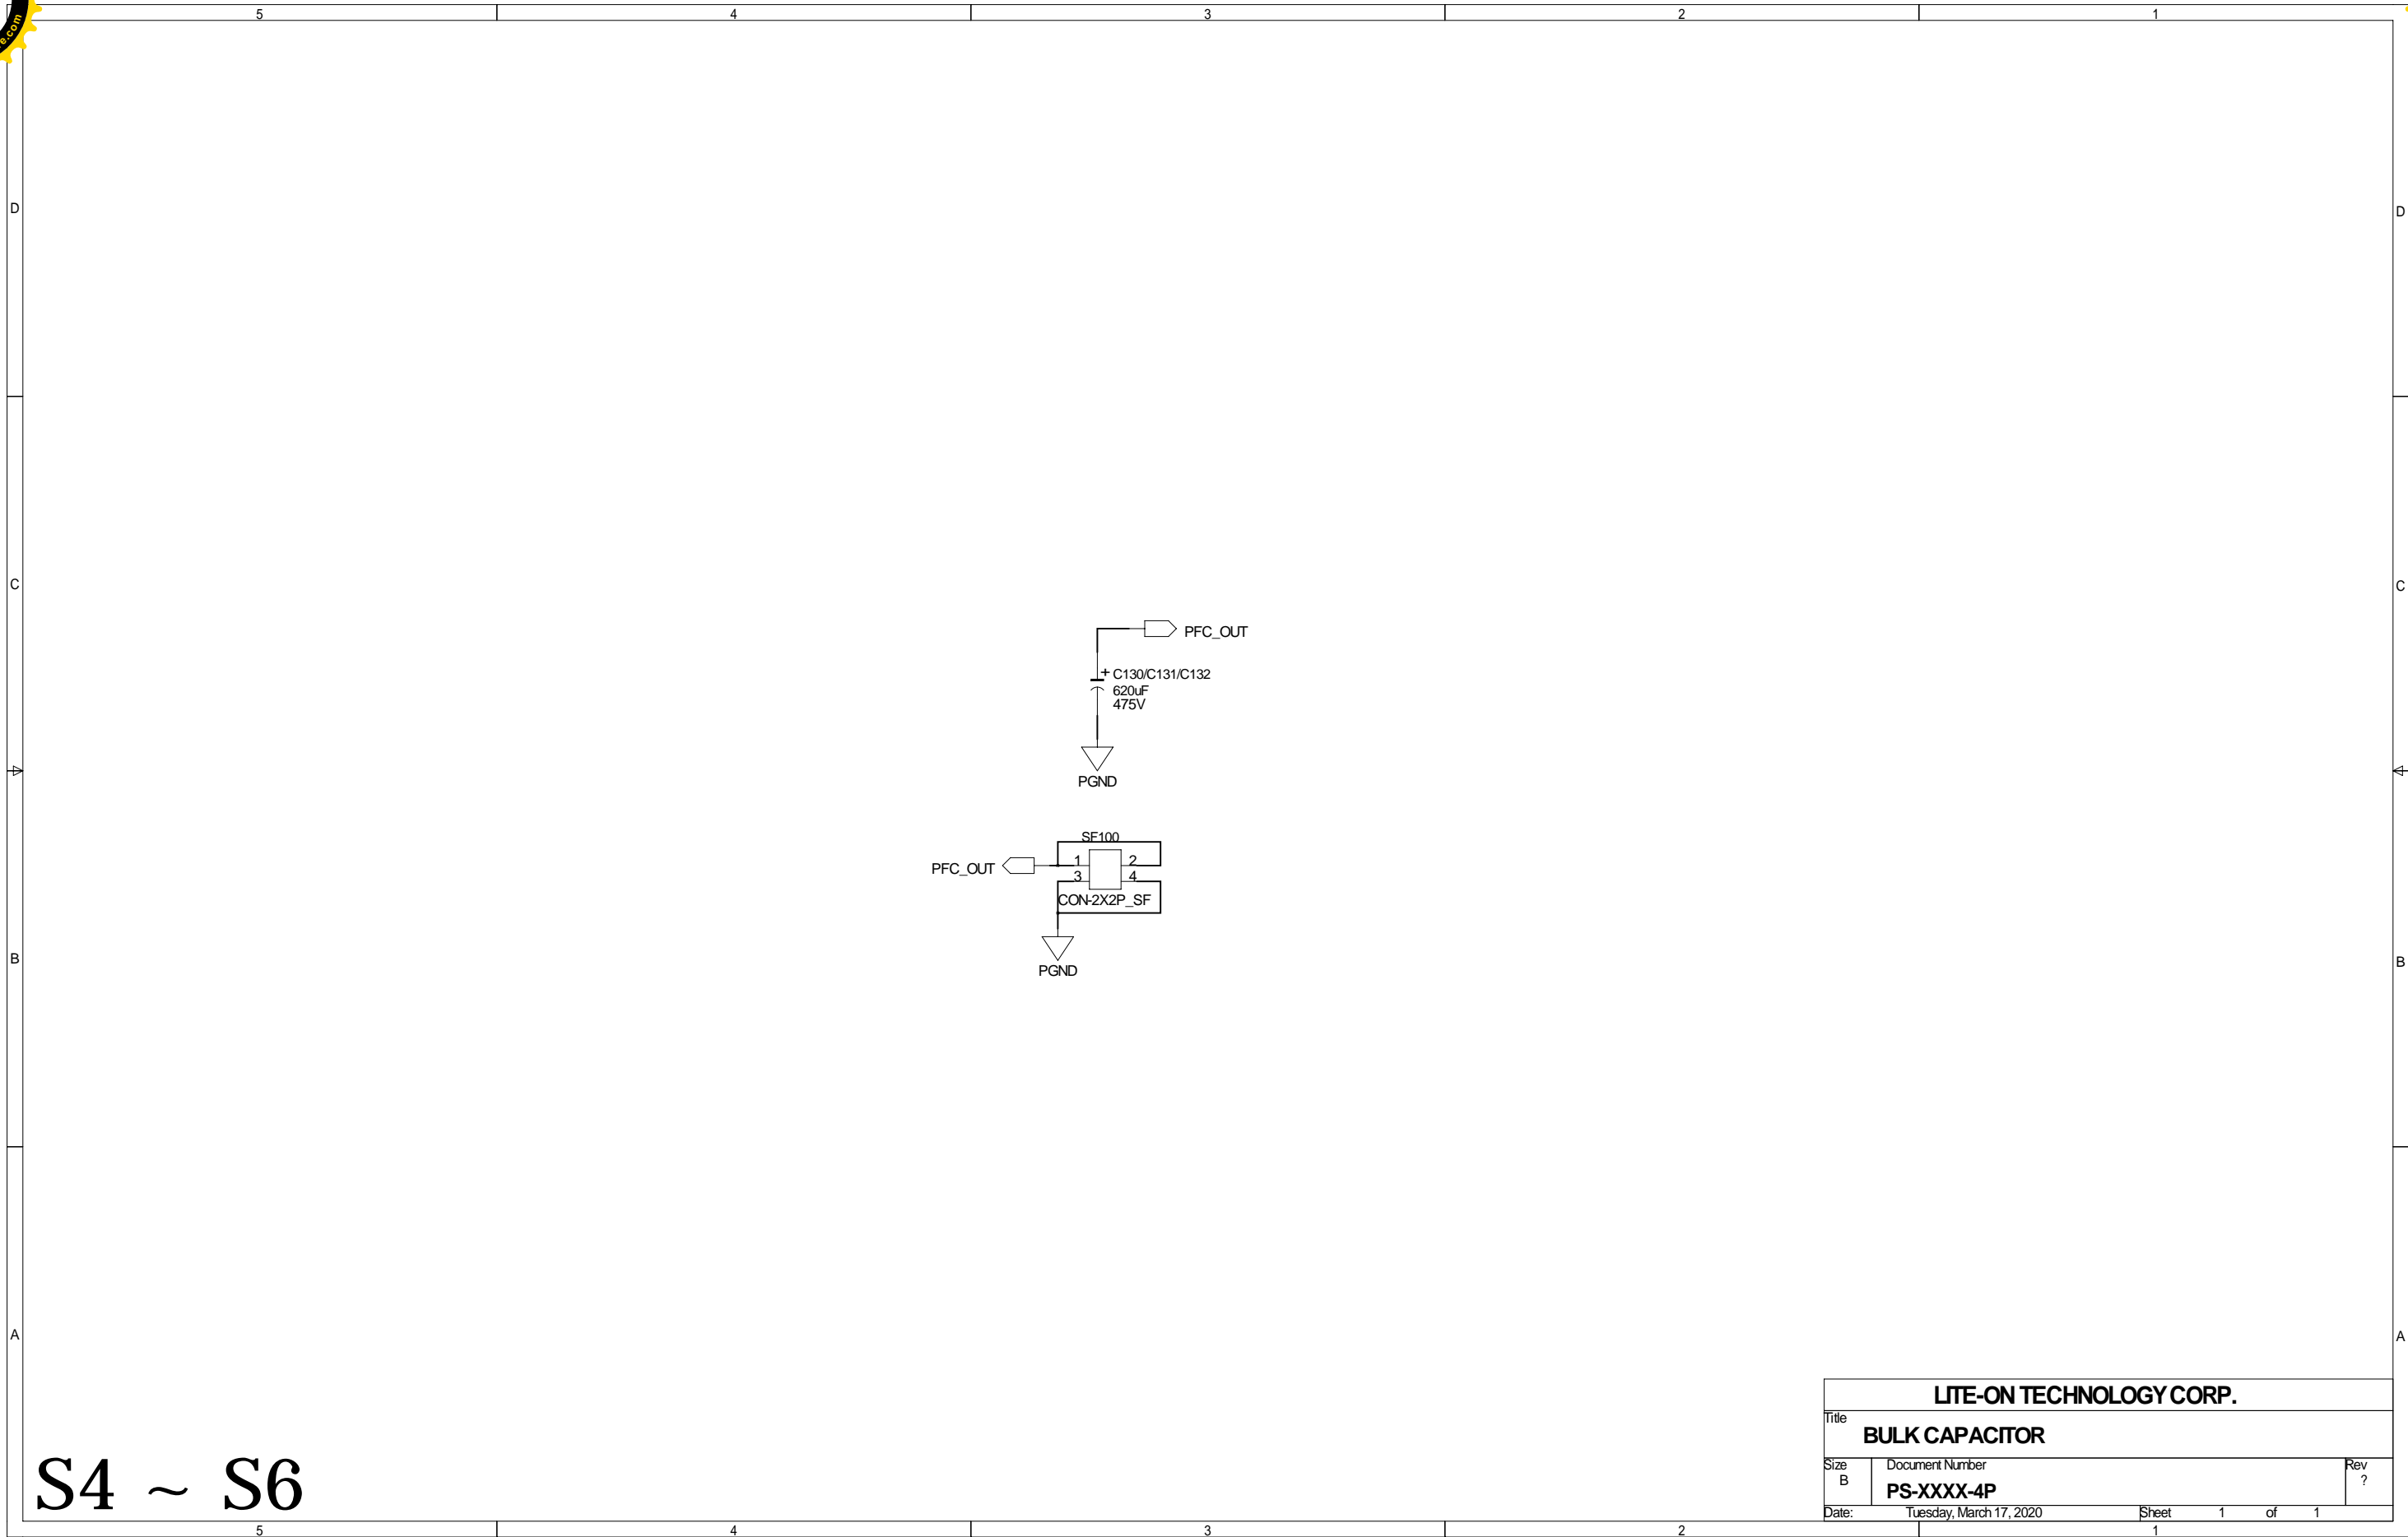 5 4 3 2 1
e.com
D D
C C
PFC_OUT
+ C130/C131/C132
620uF
475V
PGND
SF100
1 2
PFC_OUT
3 4
CON-2X2P_SF
PGND
B B
A A
LITE-ON TECHNOLOGY CORP.
Title
BULK CAPACITOR
Size Document Number Rev
B ?
PS-XXXX-4P
Date: Tuesday, March 17, 2020 Sheet 1 of 1
S4 ~ S6
5 4 3 2 1